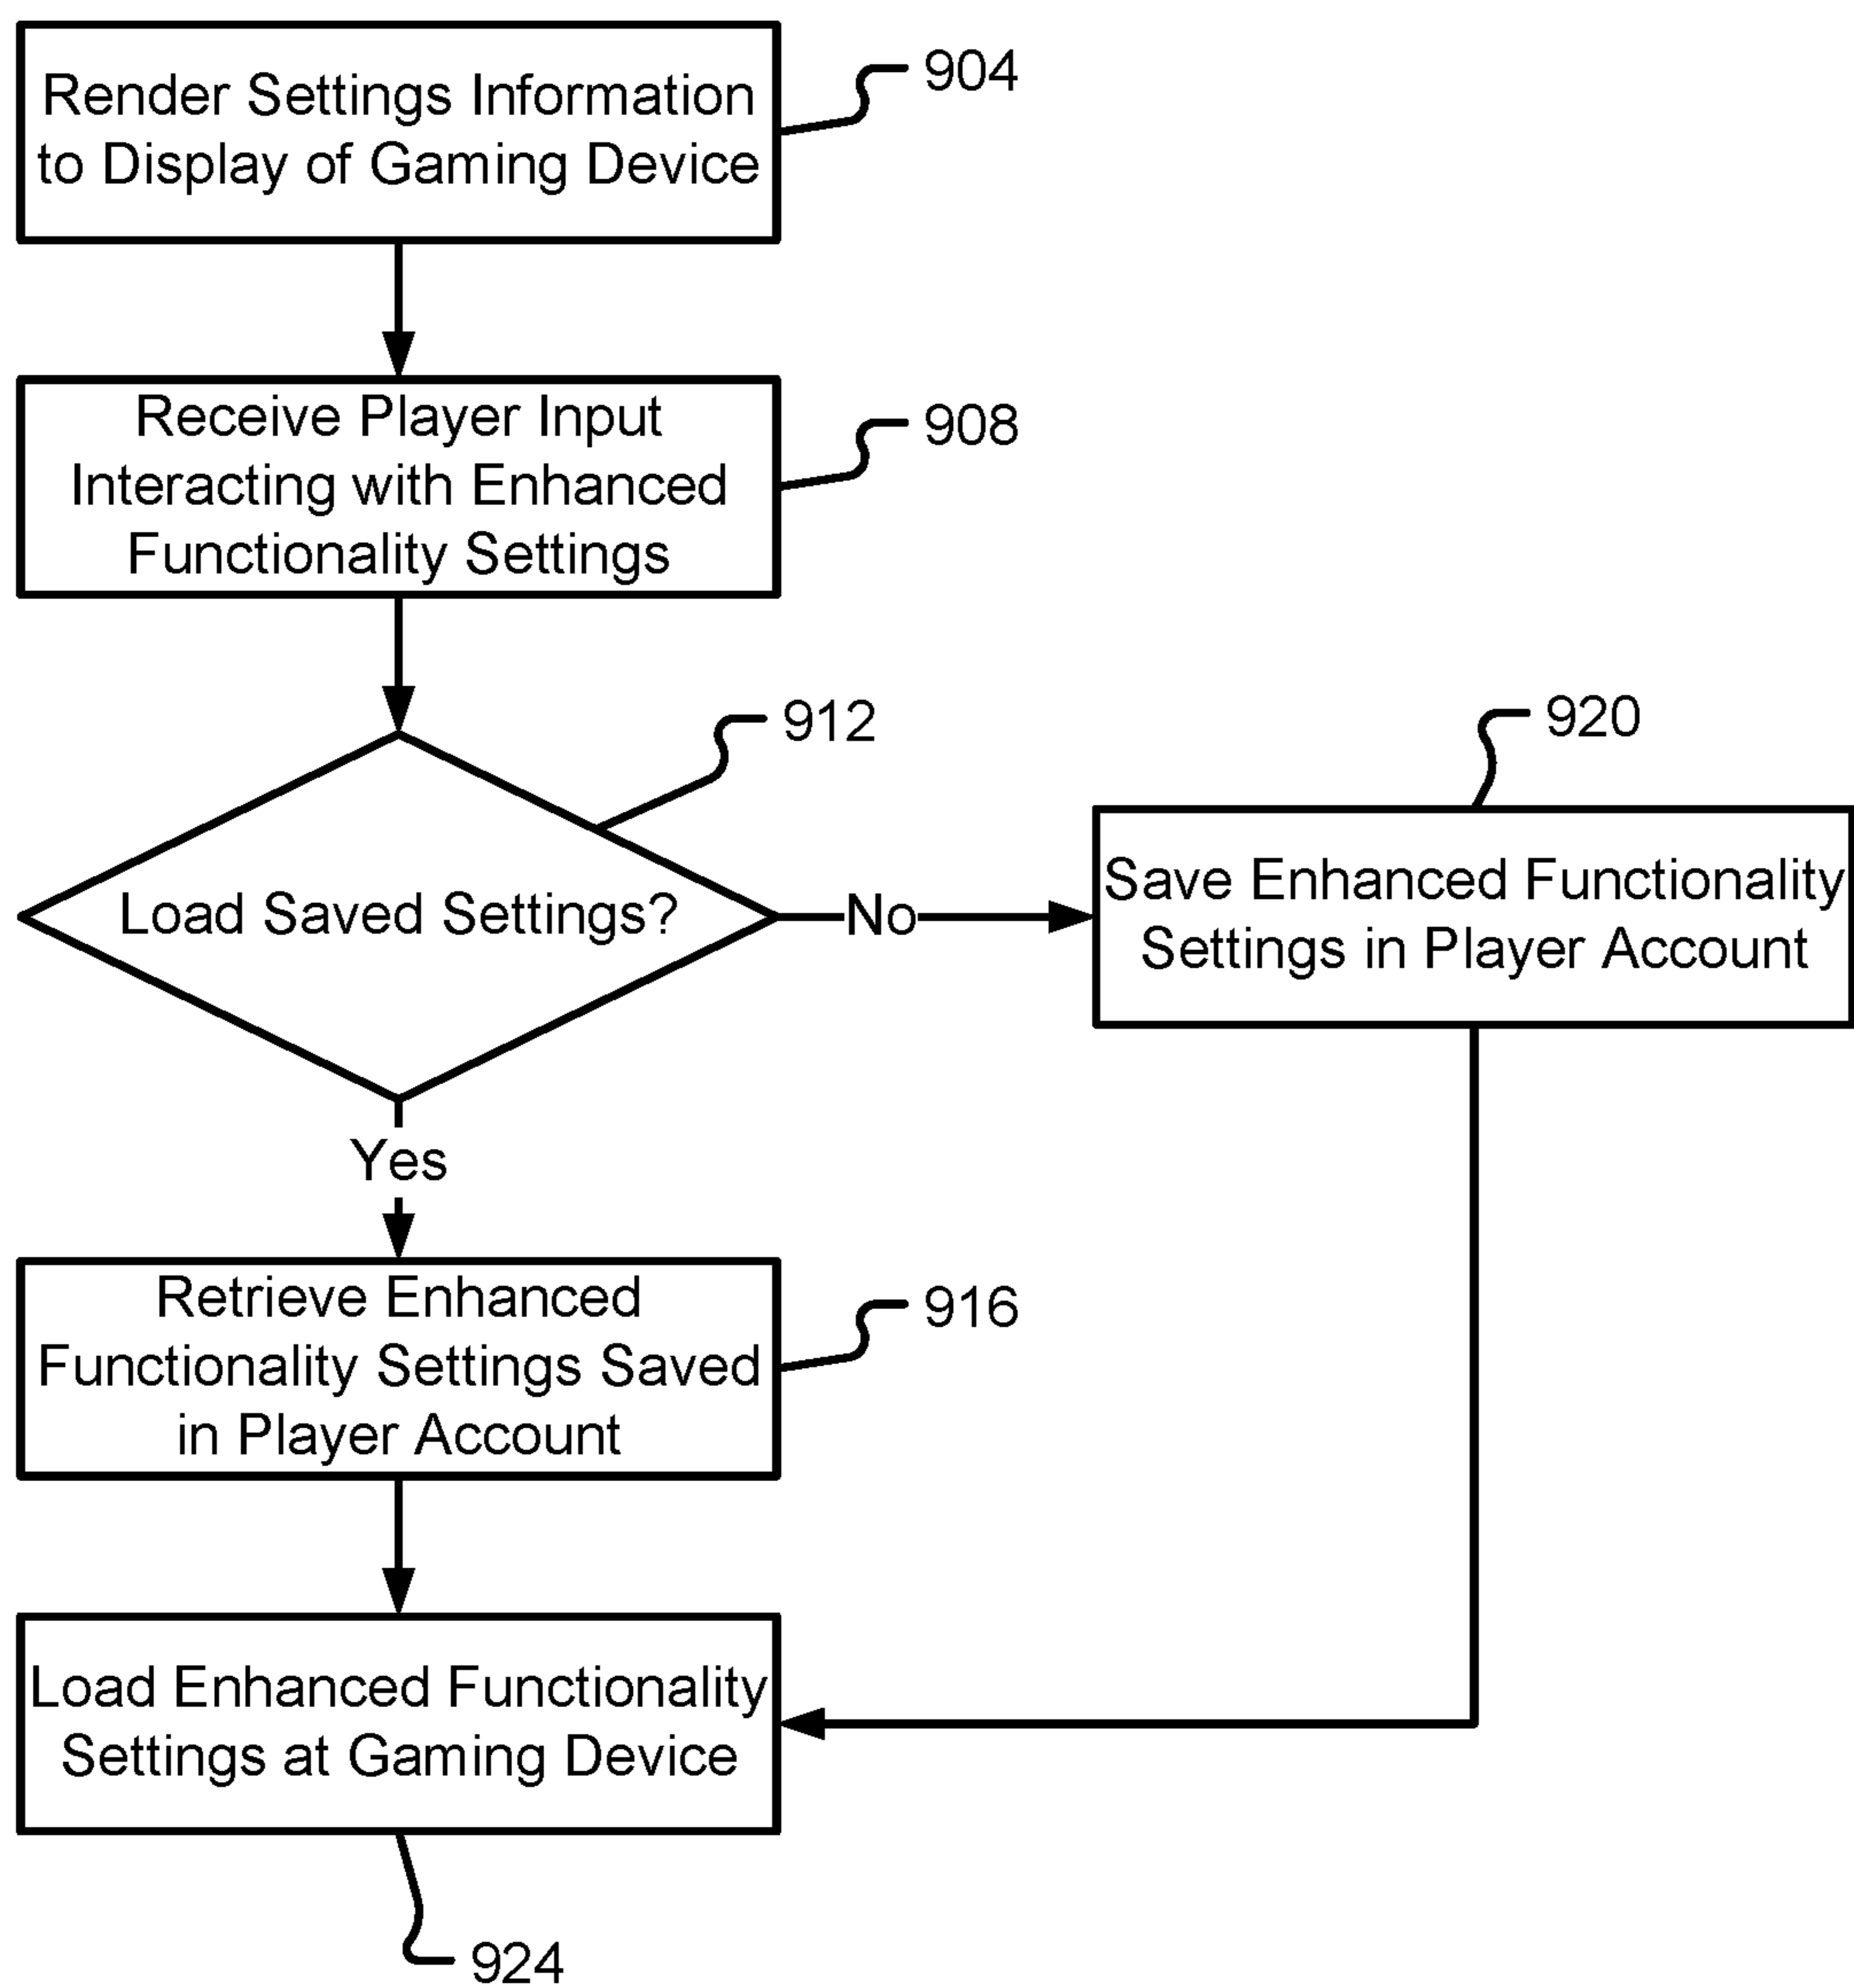 Render Settings Information
to Display of Gaming Device
904
Receive Player Input
Interacting with Enhanced
Functionality Settings
908
Load Saved Settings?
912
No
Save Enhanced Functionality
Settings in Player Account
920
Yes
Retrieve Enhanced
Functionality Settings Saved
in Player Account
916
Load Enhanced Functionality
Settings at Gaming Device
924